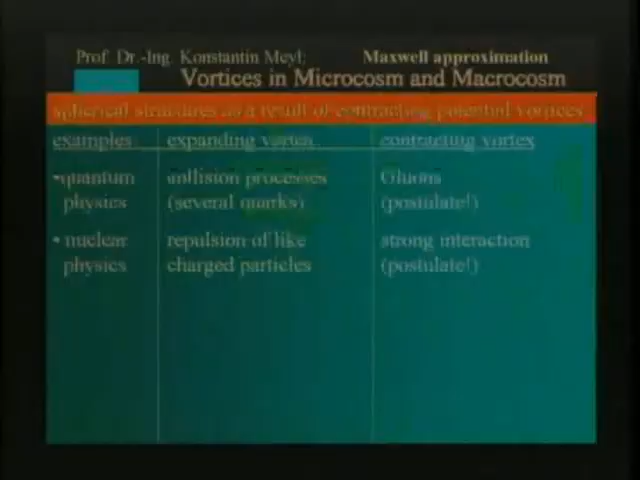 Prof. Dr.-Ing. Konstantin Meyl: Maxwell approximation
Vortices in Microcosm and Macrocosm
spherical structures as a result of contracting potential vortices
examples: expanding vortex contracting vortex
•quantum collision processes Gluons
physics (several quarks) (postulate!)
• nuclear repulsion of like strong interaction
physics charged particles (postulate!)